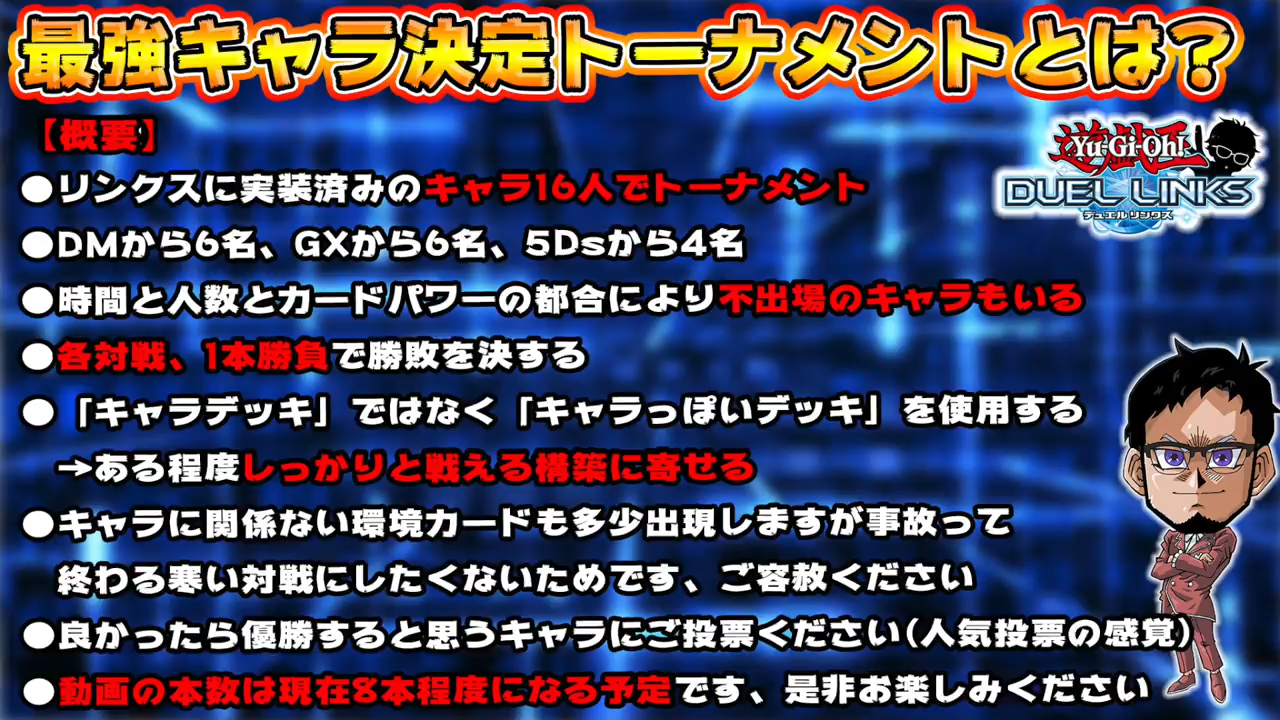 最強キャラ決定トーナメントとは？
【概要】
●リンクスに実装済みのキャラ16人でトーナメント
●DMから6名、GXから6名、5Dsから4名
●時間と人数とカードパワーの都合により不出場のキャラもいる
●各対戦、1本勝負で勝敗を決する
●「キャラデッキ」ではなく「キャラっぽいデッキ」を使用する
→ある程度しっかりと戦える構築に寄せる
●キャラに関係ない環境カードも多少出現しますが事故って
終わる寒い対戦にしたくないためです、ご容赦ください
●良かったら優勝すると思うキャラにご投票ください(人気投票の感覚)
●動画の本数は現在8本程度になる予定です、是非お楽しみください
遊戯王
Yu-Gi-Oh!
DUEL LINKS
デュエル リンクス